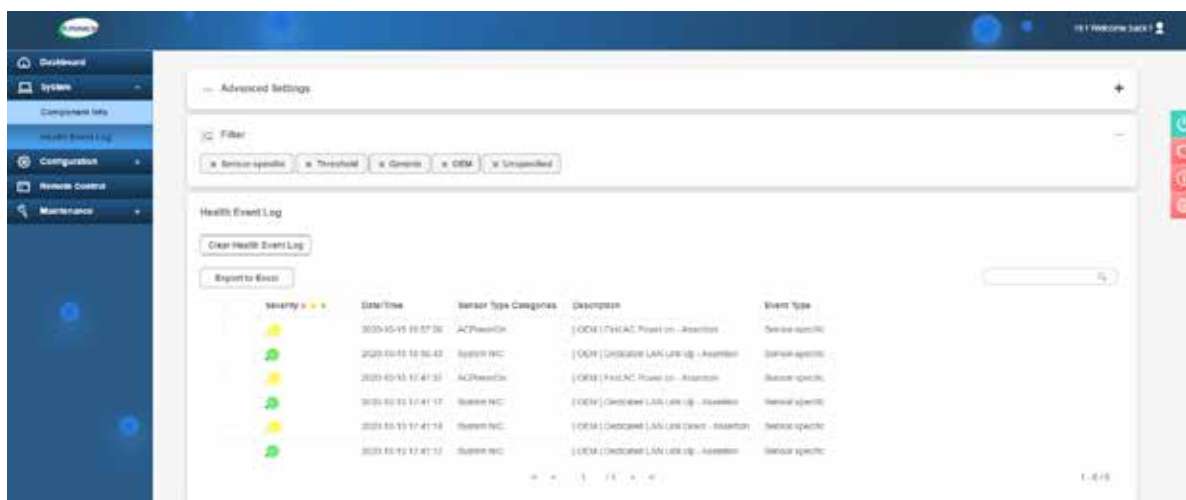 Hi ! Welcome back !
Dashboard
System
Component Info
Health Event Log
Configuration
Remote Control
Maintenance
Advanced Settings
Filter
Sensor-specific Threshold Generic OEM Unspecified
Health Event Log
Clear Health Event Log
Export to Excel
Severity Date/Time Sensor Type Categories Description Event Type
ACPowerOn [ OEM ] First AC Power on - Assertion Sensor-specific
System NIC [ OEM ] Dedicated LAN Link Up - Assertion Sensor-specific
ACPowerOn [ OEM ] First AC Power on - Assertion Sensor-specific
System NIC [ OEM ] Dedicated LAN Link Up - Assertion Sensor-specific
System NIC [ OEM ] Dedicated LAN Link Down - Assertion Sensor-specific
System NIC [ OEM ] Dedicated LAN Link Up - Assertion Sensor-specific